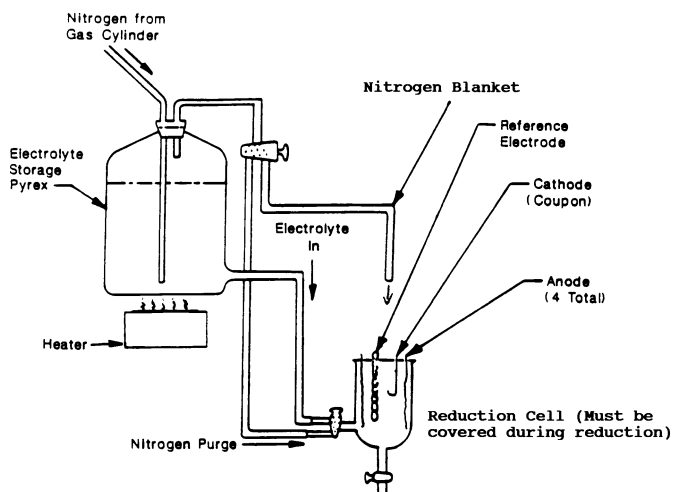 Nitrogen from
Gas Cylinder
Nitrogen Blanket
Reference
Electrode
Electrolyte
Storage
Pyrex
Cathode
(Coupon)
Electrolyte
In
Anode
(4 Total)
Heater
Reduction Cell (Must be
covered during reduction)
Nitrogen Purge